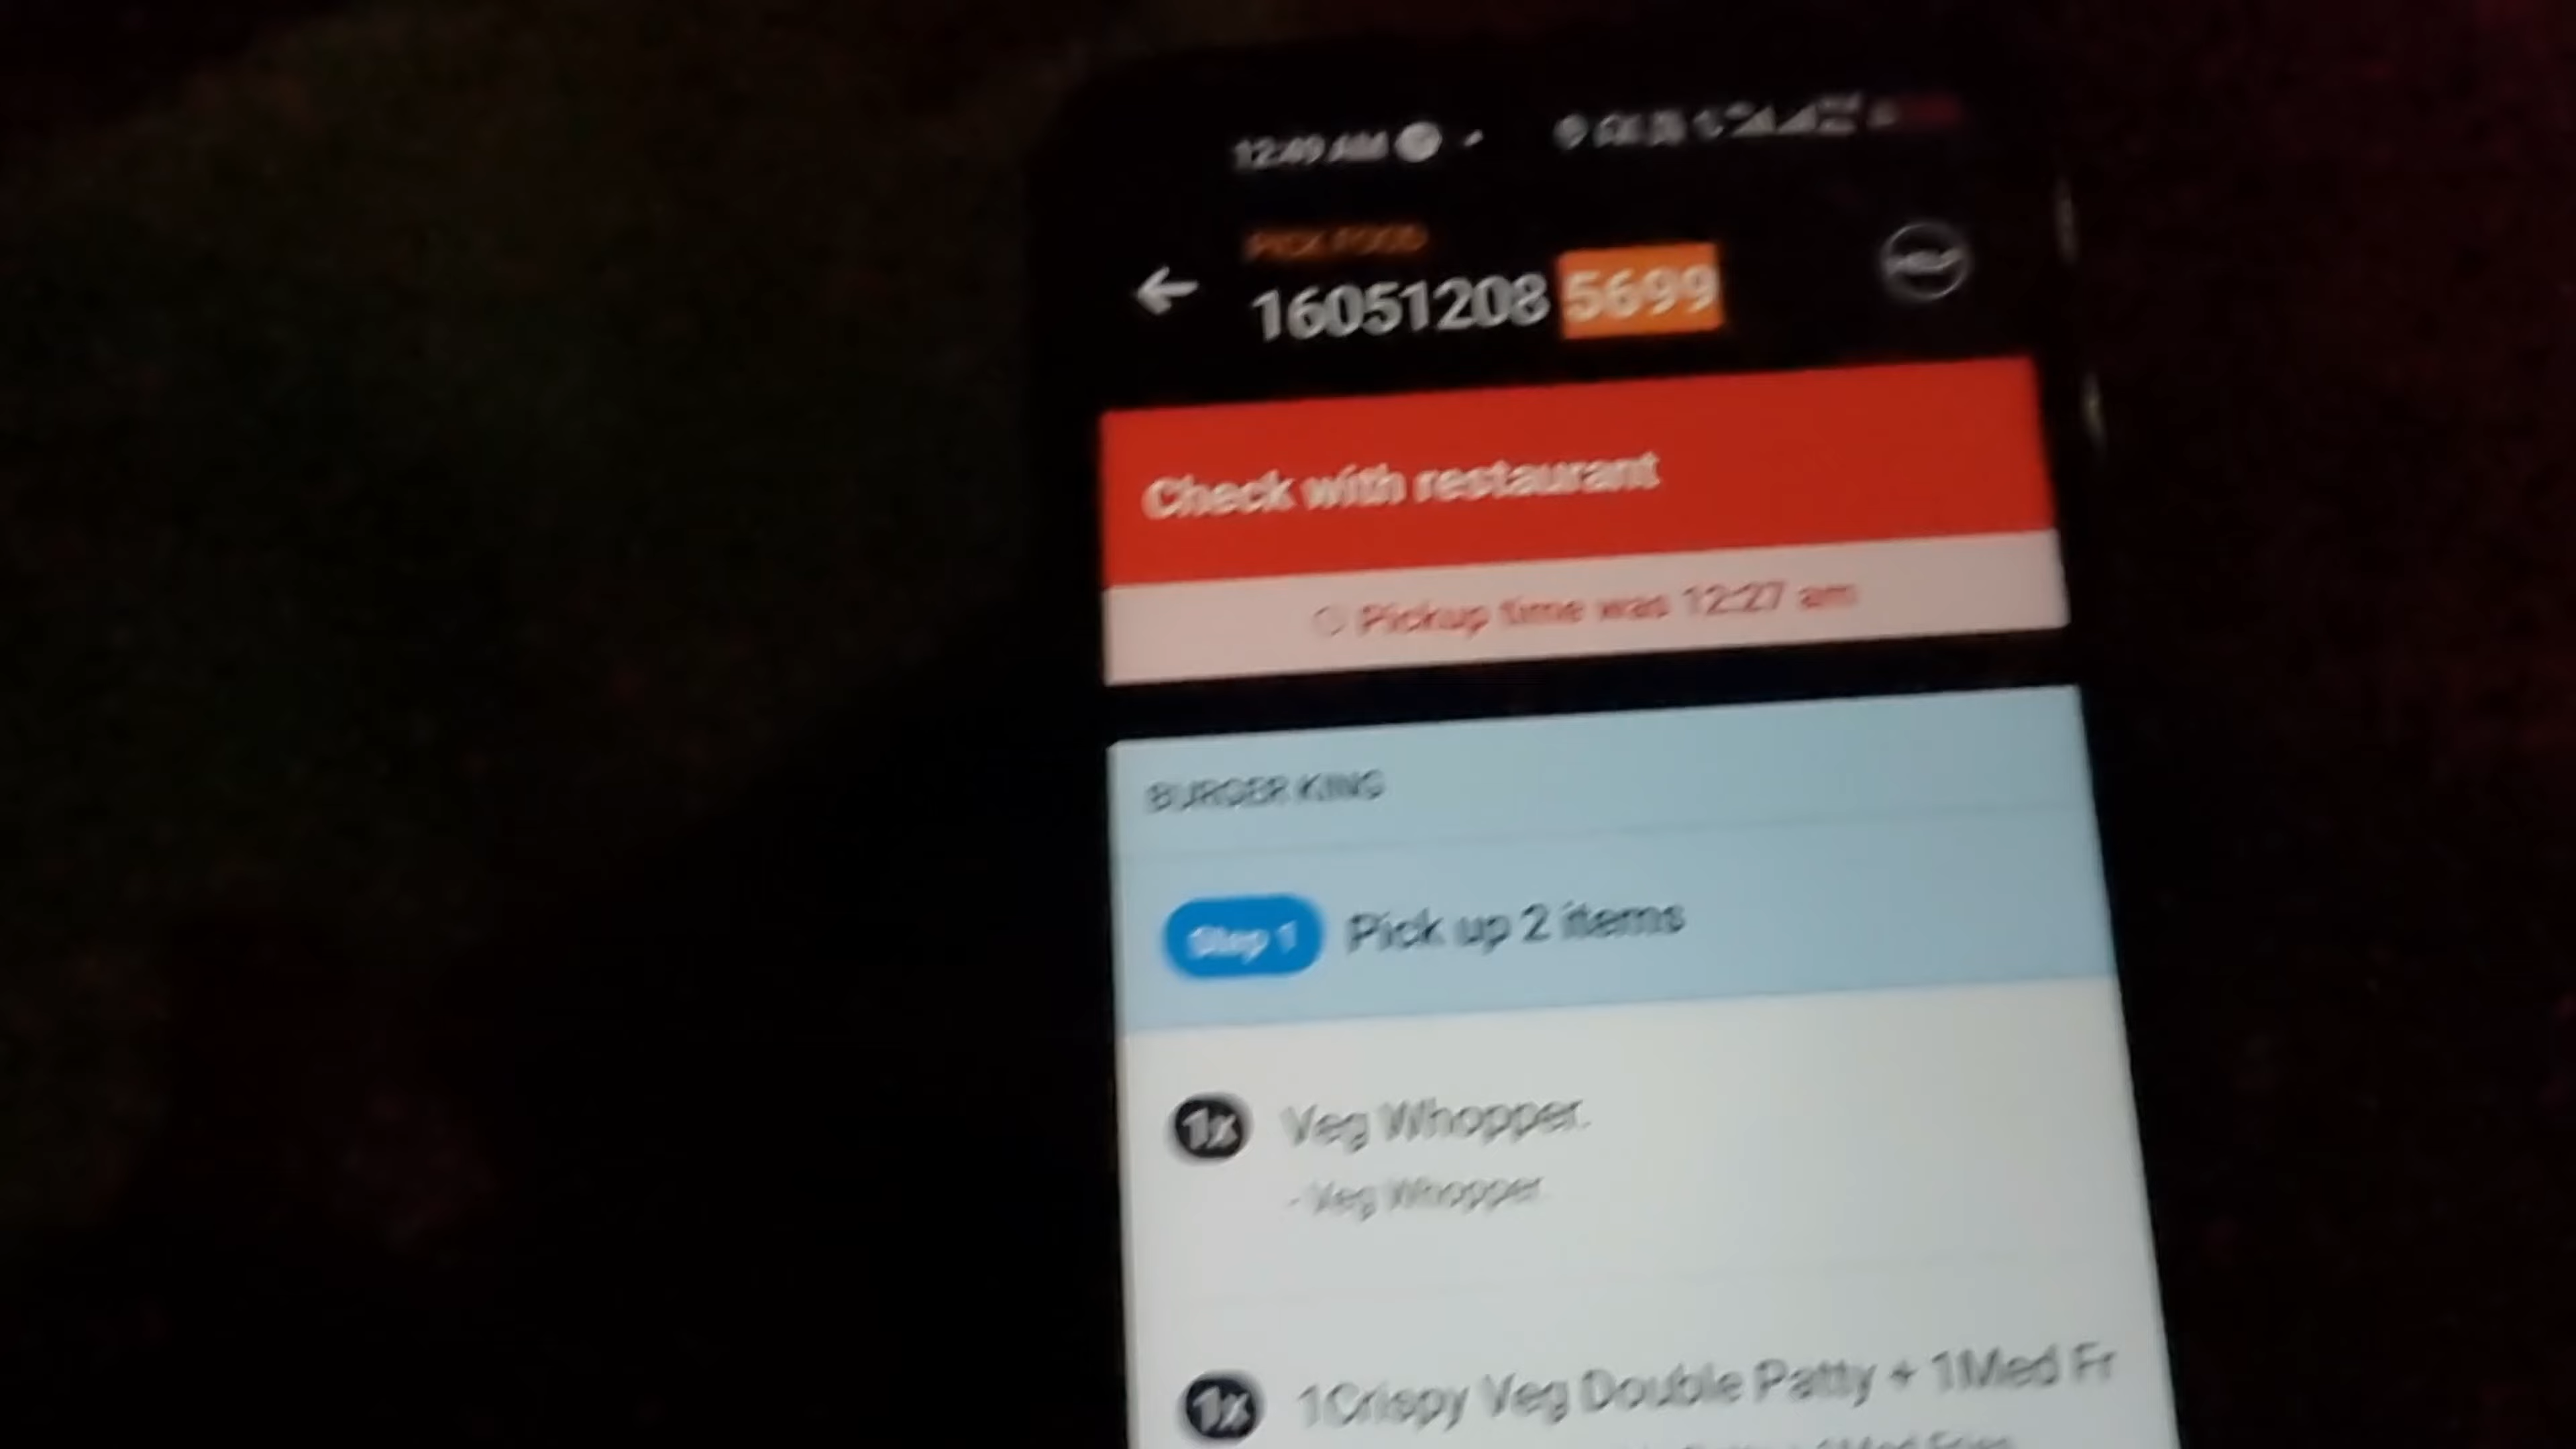 12:49 AM
PICK FOOD
16051208 5699
HELP
Check with restaurant
Pickup time was 12:27 am
BURGER KING
Step 1 Pick up 2 items
1x Veg Whopper.
- Veg Whopper.
1x 1Crispy Veg Double Patty + 1Med Fr